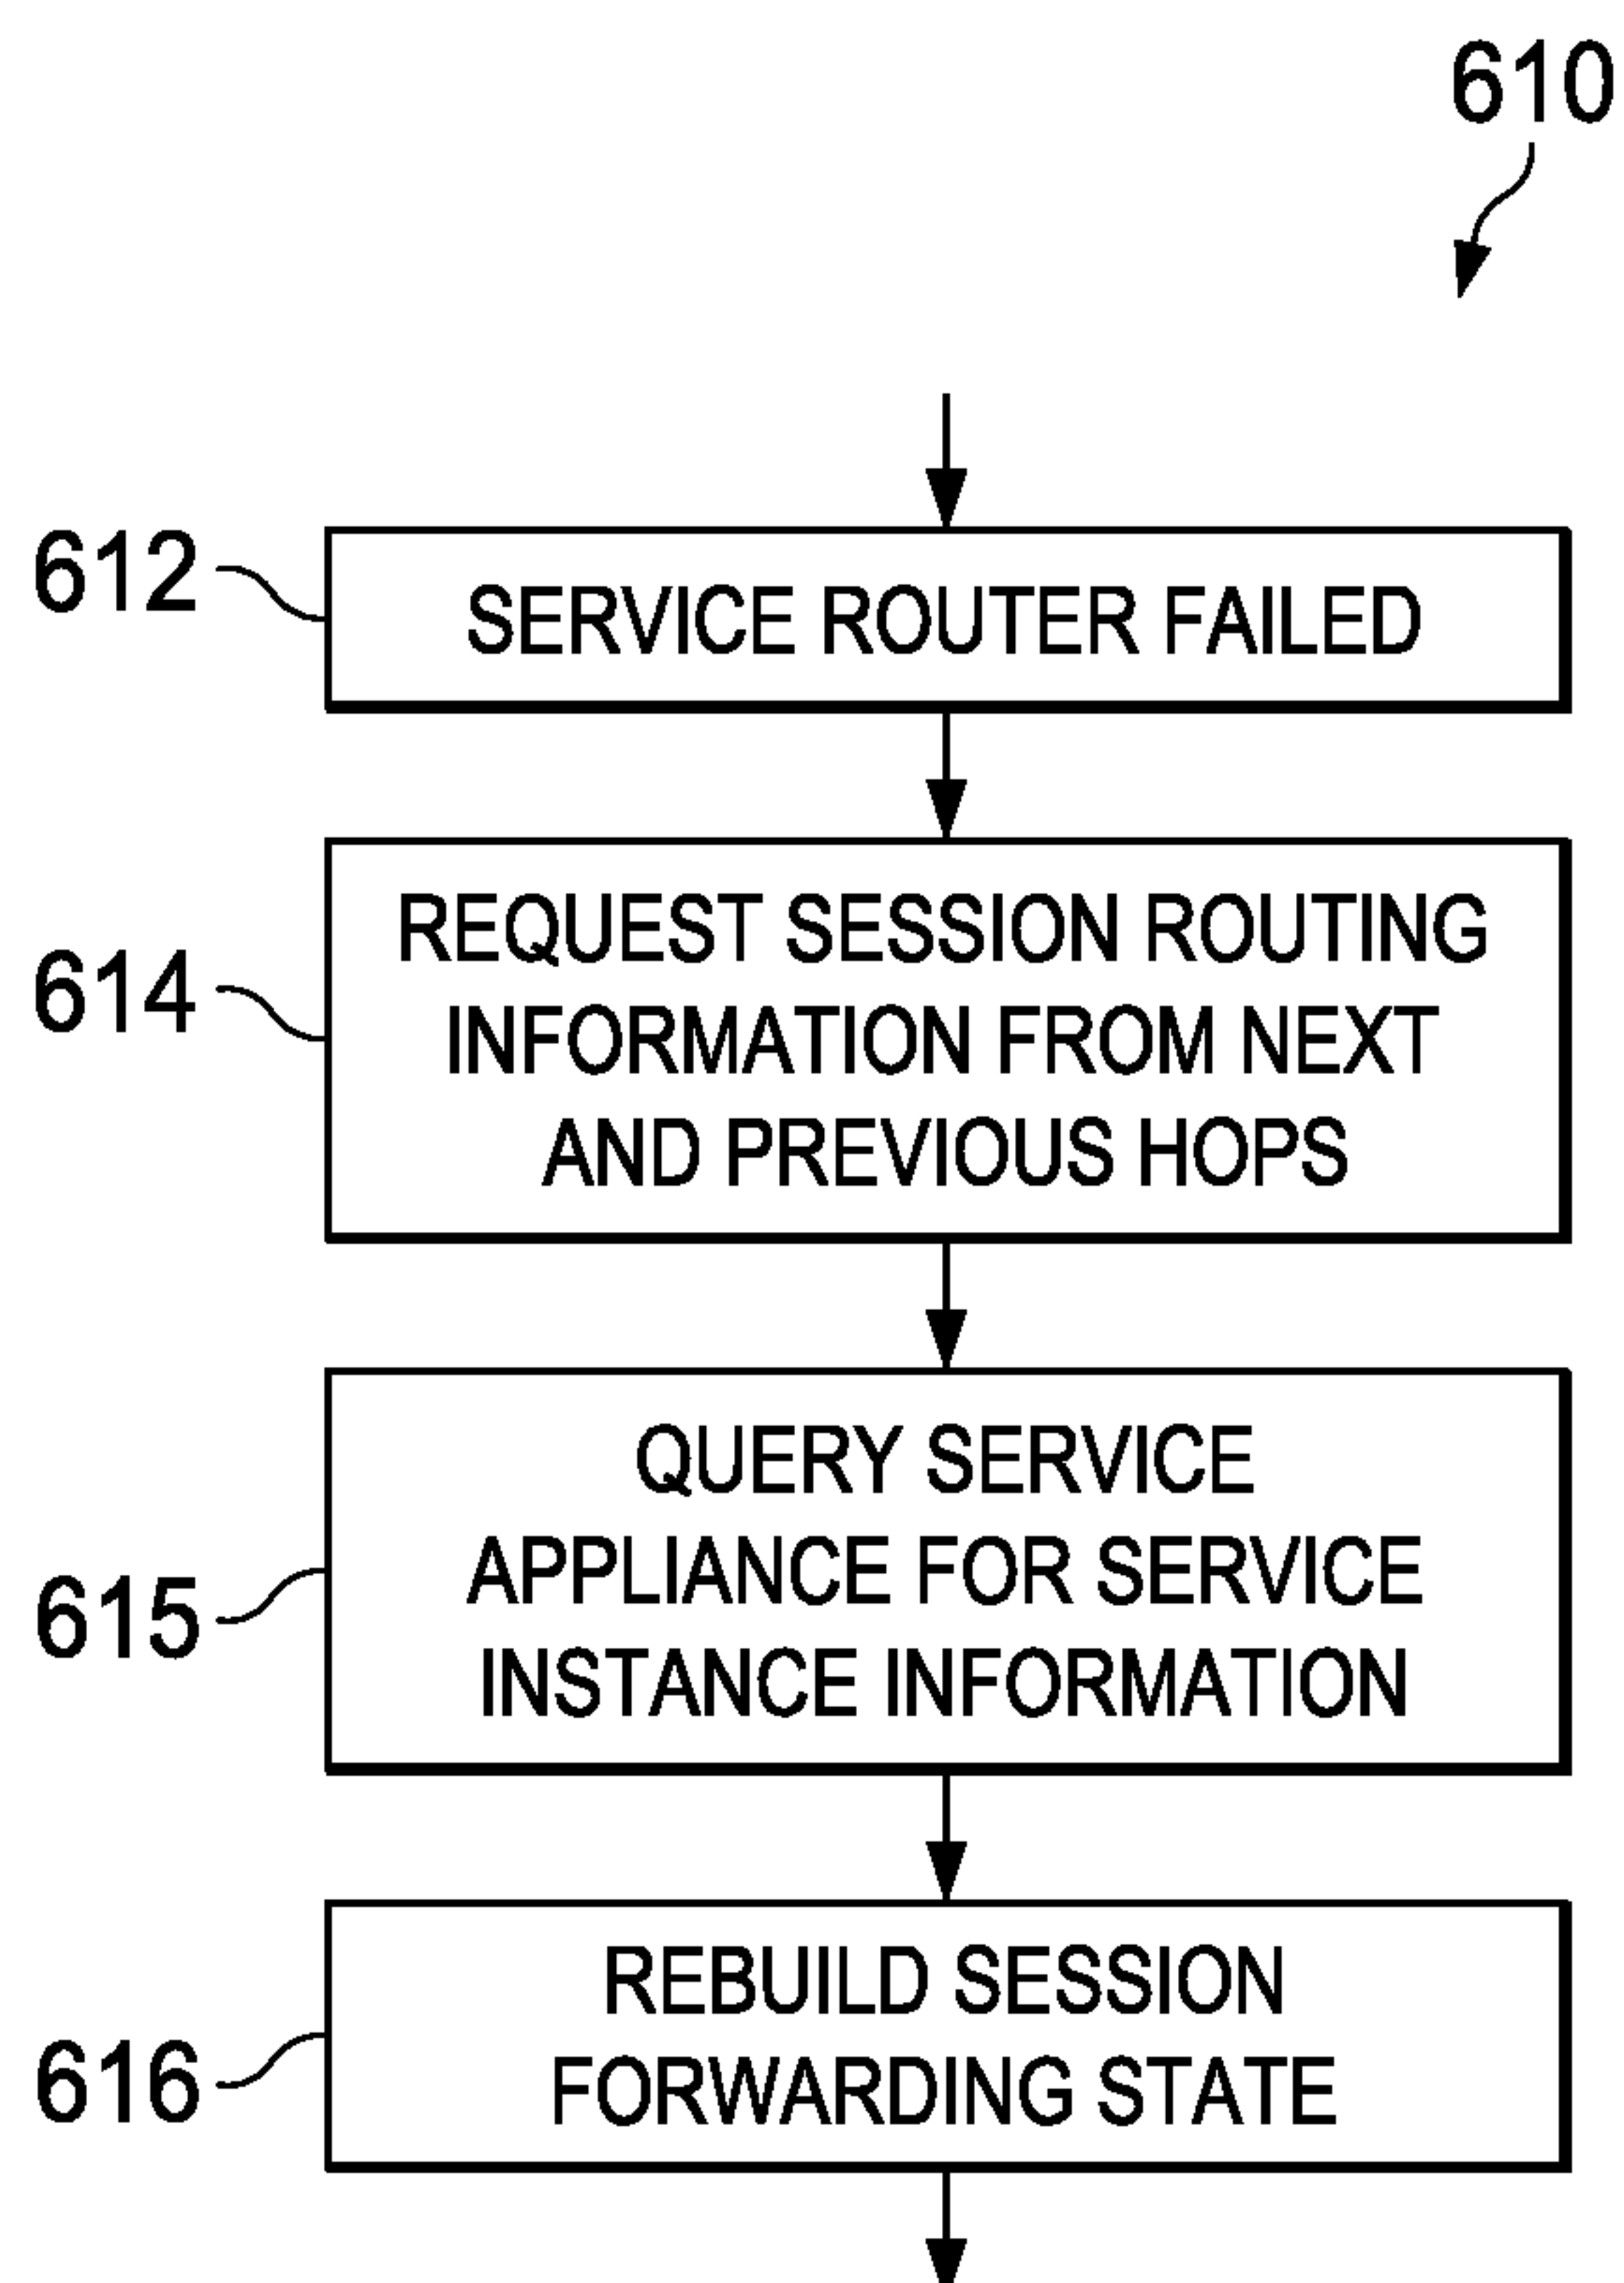 610
612
SERVICE ROUTER FAILED
614
REQUEST SESSION ROUTING
INFORMATION FROM NEXT
AND PREVIOUS HOPS
615
QUERY SERVICE
APPLIANCE FOR SERVICE
INSTANCE INFORMATION
616
REBUILD SESSION
FORWARDING STATE